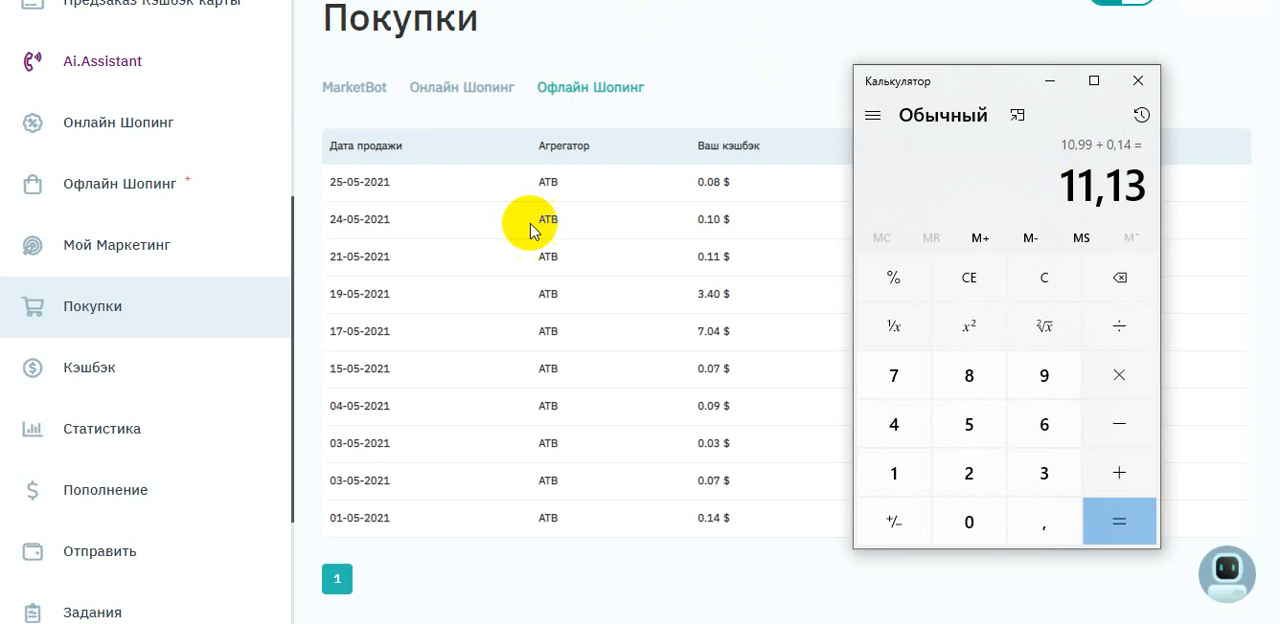 Предзаказ Кэшбэк карты
Ai.Assistant
Онлайн Шопинг
Офлайн Шопинг +
Мой Маркетинг
Покупки
Кэшбэк
Статистика
Пополнение
Отправить
Задания
Покупки
MarketBot Онлайн Шопинг Офлайн Шопинг
Дата продажи Агрегатор Ваш кэшбэк
25-05-2021 АТВ 0.08 $
24-05-2021 АТВ 0.10 $
21-05-2021 АТВ 0.11 $
19-05-2021 АТВ 3.40 $
17-05-2021 АТВ 7.04 $
15-05-2021 АТВ 0.07 $
04-05-2021 АТВ 0.09 $
03-05-2021 АТВ 0.03 $
03-05-2021 АТВ 0.07 $
01-05-2021 АТВ 0.14 $
1
Калькулятор
Обычный
10,99 + 0,14 =
11,13
MC MR M+ M- MS M˅
% CE C
¹/x x² ²√x ÷
7 8 9 ×
4 5 6 −
1 2 3 +
+/− 0 , =